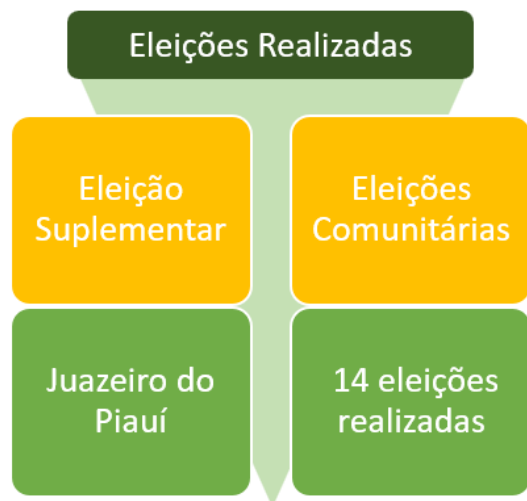 Eleições Realizadas
Eleição
Suplementar
Eleições
Comunitárias
Juazeiro do
Piauí
14 eleições
realizadas